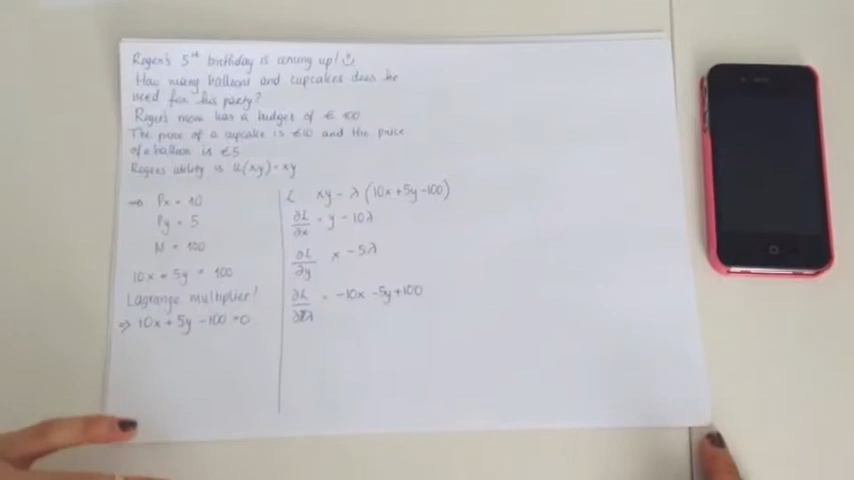 Roger's 5th birthday is coming up! :)
How many balloons and cupcakes does he
need for his party?
Roger's mom has a budget of € 100
The price of a cupcake is €10 and the price
of a balloon is €5
Rogers utility is U(xy) = xy
→ Px = 10
Py = 5
M = 100
10x + 5y = 100
Lagrange multiplier!
⇒ 10x + 5y - 100 = 0
L xy - λ (10x + 5y - 100)
∂L/∂x = y - 10λ
∂L/∂y x - 5λ
∂L/∂λ = -10x - 5y + 100